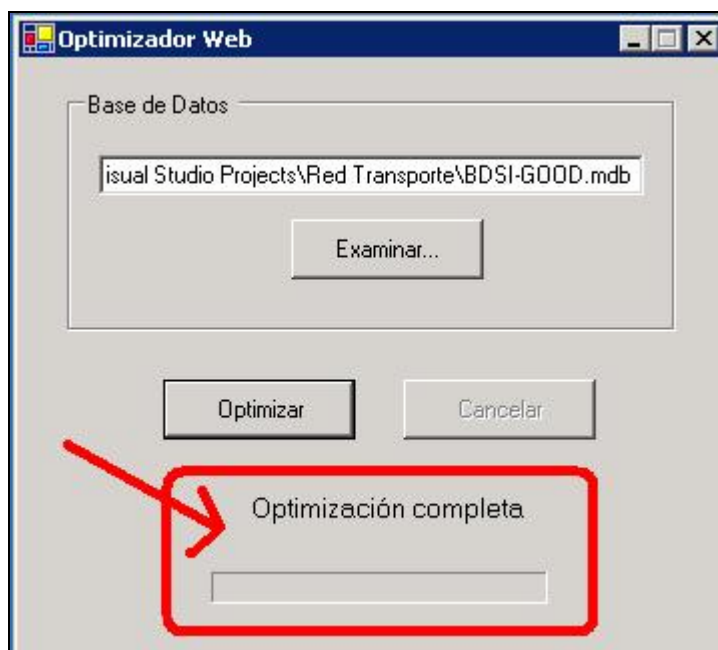 Optimizador Web
Base de Datos
isual Studio Projects\Red Transporte\BDSI-GOOD.mdb
Examinar...
Optimizar Cancelar
Optimización completa